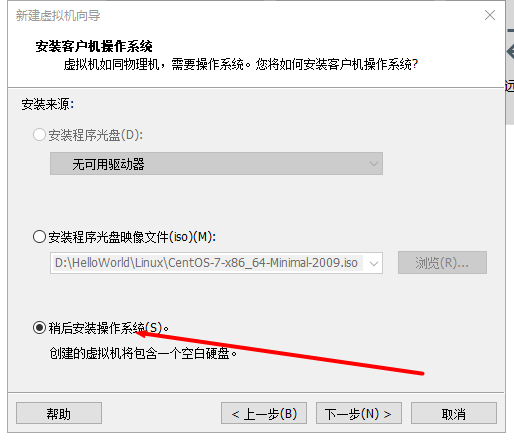 新建虚拟机向导
安装客户机操作系统
虚拟机如同物理机，需要操作系统。您将如何安装客户机操作系统?
安装来源:
安装程序光盘(D):
无可用驱动器
安装程序光盘映像文件(iso)(M):
D:\HelloWorld\Linux\CentOS-7-x86_64-Minimal-2009.iso
浏览(R)...
稍后安装操作系统(S)。
创建的虚拟机将包含一个空白硬盘。
帮助
< 上一步(B)
下一步(N) >
取消
远